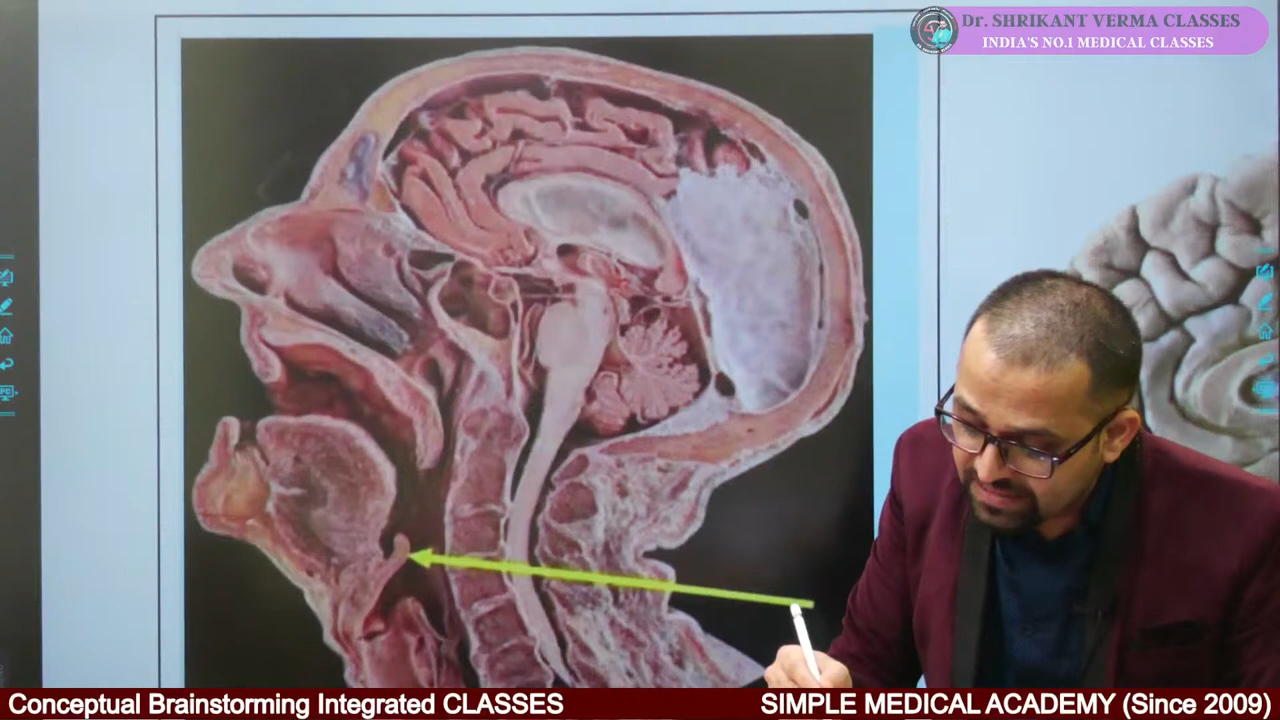 Dr. SHRIKANT VERMA CLASSES
INDIA'S NO.1 MEDICAL CLASSES
Conceptual Brainstorming Integrated CLASSES
SIMPLE MEDICAL ACADEMY (Since 2009)